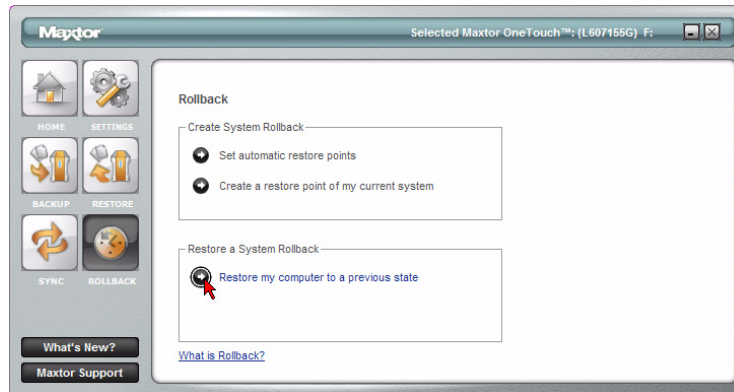 Maxtor
Selected Maxtor OneTouch™: (L607155G) F:
HOME SETTINGS
BACKUP RESTORE
SYNC ROLLBACK
What's New?
Maxtor Support
Rollback
Create System Rollback
Set automatic restore points
Create a restore point of my current system
Restore a System Rollback
Restore my computer to a previous state
What is Rollback?